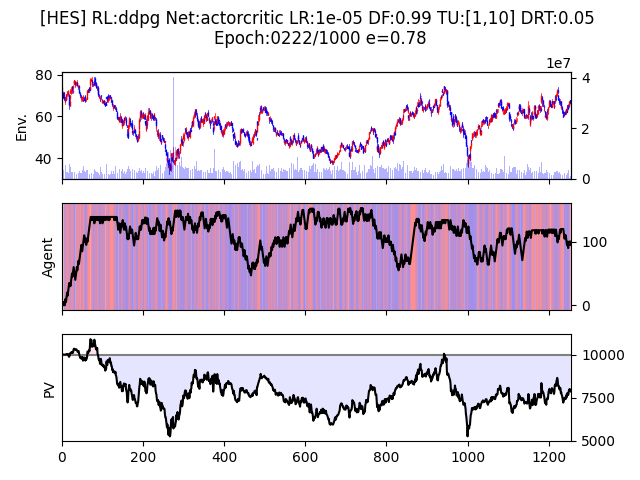 [HES] RL:ddpg Net:actorcritic LR:1e-05 DF:0.99 TU:[1,10] DRT:0.05
Epoch:0222/1000 e=0.78
1e7
80
60
40
Env.
4
2
0
Agent
100
0
PV
10000
7500
5000
0 200 400 600 800 1000 1200